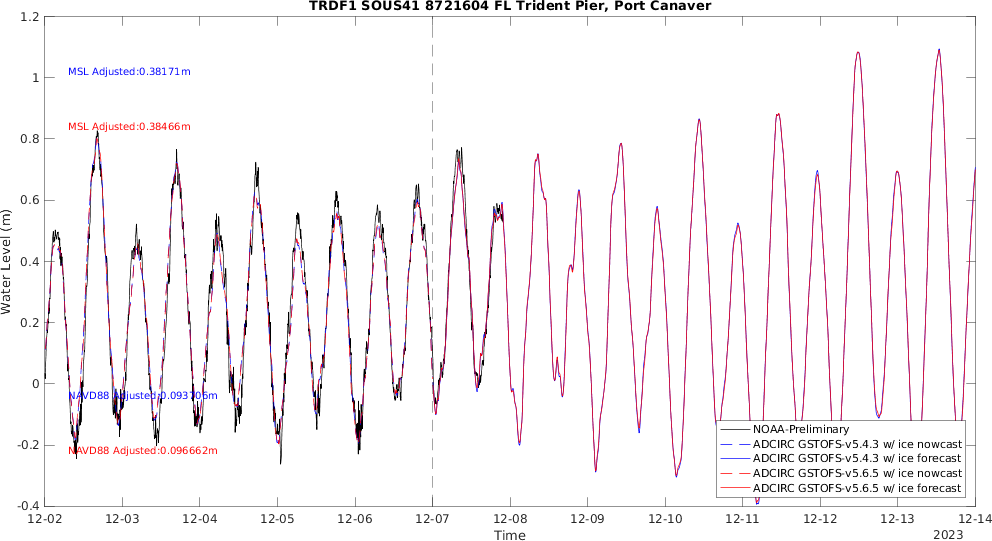 TRDF1 SOUS41 8721604 FL Trident Pier, Port Canaver
1.2
1
0.8
0.6
0.4
0.2
0
-0.2
-0.4
Water Level (m)
MSL Adjusted:0.38171m
MSL Adjusted:0.38466m
NAVD88 Adjusted:0.093706m
NAVD88 Adjusted:0.096662m
NOAA-Preliminary
ADCIRC GSTOFS-v5.4.3 w/ ice nowcast
ADCIRC GSTOFS-v5.4.3 w/ ice forecast
ADCIRC GSTOFS-v5.6.5 w/ ice nowcast
ADCIRC GSTOFS-v5.6.5 w/ ice forecast
12-02 12-03 12-04 12-05 12-06 12-07 12-08 12-09 12-10 12-11 12-12 12-13 12-14
Time
2023